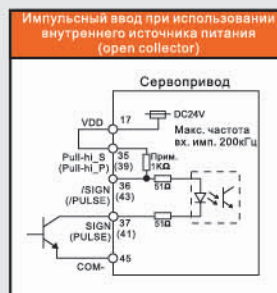 Импульсный ввод при использовании
внутреннего источника питания
(open collector)
Сервопривод
VDD 17 DC24V
Макс. частота
вх. имп. 200кГц
Pull-hi_S 35 Прим.
(Pull-hi_P) (39) 1КΩ
/SIGN 36
(/PULSE) (43) 51Ω
SIGN 37
(PULSE) (41) 51Ω
COM- 45